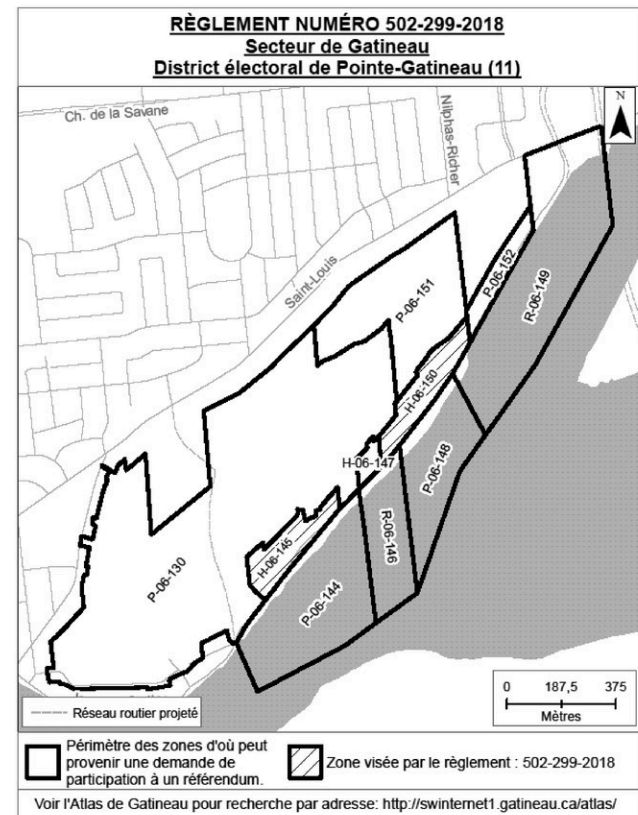 RÈGLEMENT NUMÉRO 502-299-2018
Secteur de Gatineau
District électoral de Pointe-Gatineau (11)
N
Ch. de la Savane
Nilphas-Richer
Saint-Louis
P-06-151
P-06-152
R-06-149
H-06-150
H-06-147
P-06-148
R-06-146
H-06-145
P-06-144
P-06-130
0 187,5 375
Mètres
Réseau routier projeté
Périmètre des zones d'où peut
provenir une demande de
participation à un référendum.
Zone visée par le règlement : 502-299-2018
Voir l'Atlas de Gatineau pour recherche par adresse: http://swinternet1.gatineau.ca/atlas/